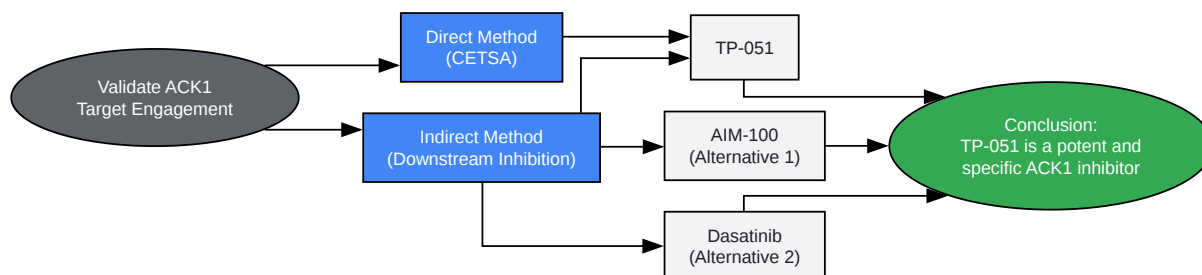 Validate ACK1
Target Engagement
Direct Method
(CETSA)
Indirect Method
(Downstream Inhibition)
TP-051
AIM-100
(Alternative 1)
Dasatinib
(Alternative 2)
Conclusion:
TP-051 is a potent and
specific ACK1 inhibitor